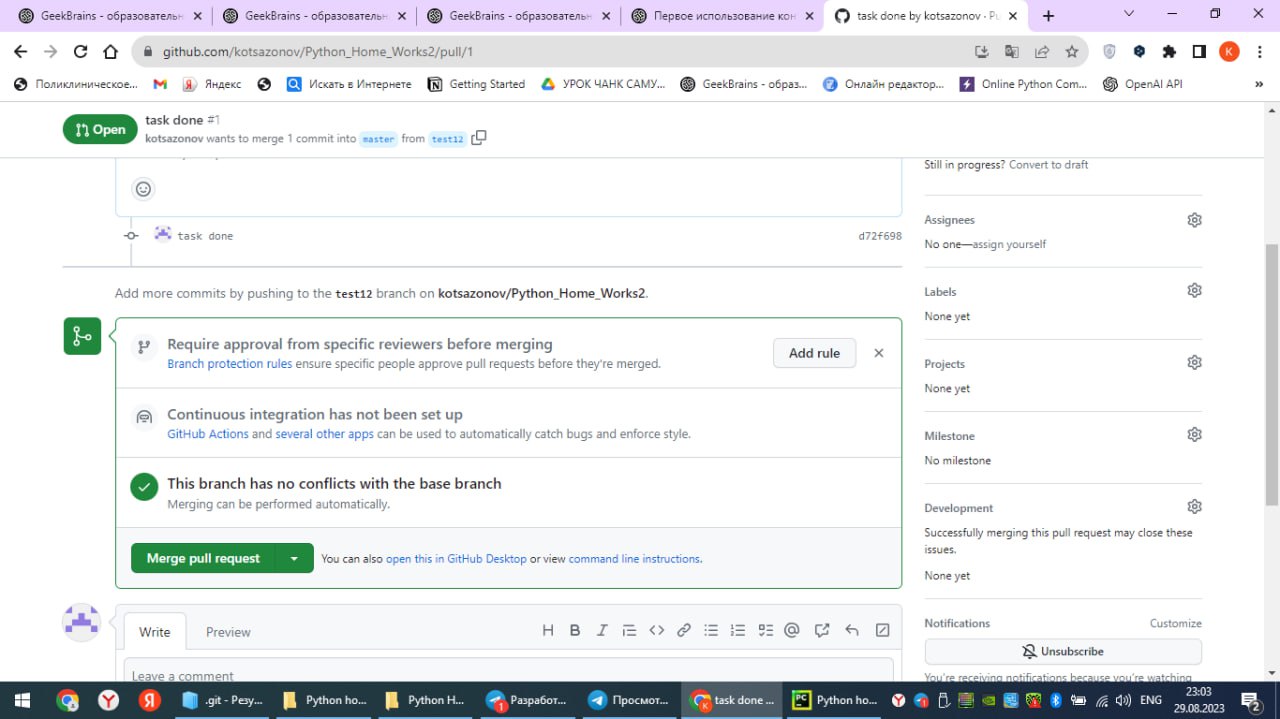 GeekBrains - образовательн
GeekBrains - образовательн
GeekBrains - образовательн
Первое использование кон
task done by kotsazonov · Pu
github.com/kotsazonov/Python_Home_Works2/pull/1
K
Поликлиническое...
Яндекс
Искать в Интернете
Getting Started
УРОК ЧАНК САМУ...
GeekBrains - образ...
Онлайн редактор...
Online Python Com...
OpenAI API
»
Open
task done #1
kotsazonov wants to merge 1 commit into master from test12
Still in progress? Convert to draft
task done
d72f698
Add more commits by pushing to the test12 branch on kotsazonov/Python_Home_Works2.
Require approval from specific reviewers before merging
Branch protection rules ensure specific people approve pull requests before they're merged.
Add rule
Continuous integration has not been set up
GitHub Actions and several other apps can be used to automatically catch bugs and enforce style.
This branch has no conflicts with the base branch
Merging can be performed automatically.
Merge pull request
You can also open this in GitHub Desktop or view command line instructions.
Write
Preview
Leave a comment
Assignees
No one—assign yourself
Labels
None yet
Projects
None yet
Milestone
No milestone
Development
Successfully merging this pull request may close these
issues.
None yet
Notifications
Customize
Unsubscribe
You're receiving notifications because you're watching
.git - Резу...
Python ho...
Python H...
Разработ...
Просмот...
task done ...
Python ho...
ENG
23:03
29.08.2023
2